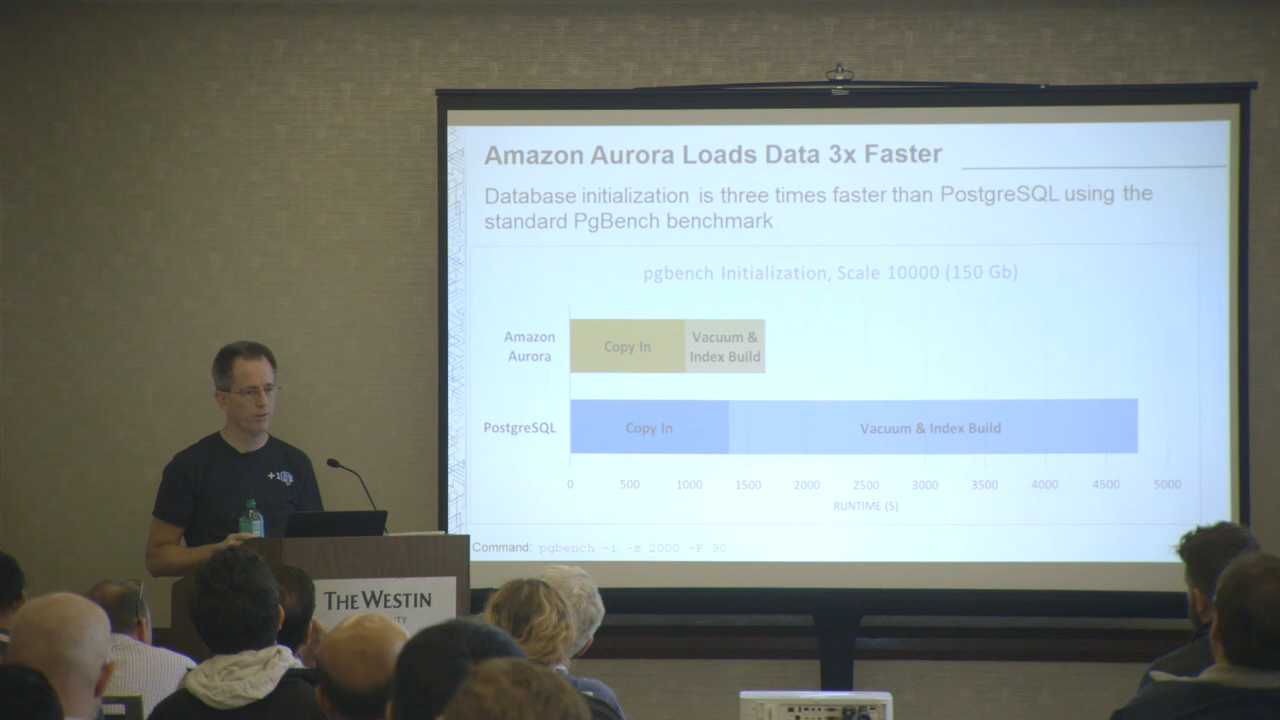 Amazon Aurora Loads Data 3x Faster
Database initialization is three times faster than PostgreSQL using the
standard PgBench benchmark
pgbench Initialization, Scale 10000 (150 Gb)
Amazon
Aurora
Copy In
Vacuum &
Index Build
PostgreSQL
Copy In
Vacuum & Index Build
0 500 1000 1500 2000 2500 3000 3500 4000 4500 5000
RUNTIME (S)
Command: pgbench -i -s 2000 -F 90
+1
THE WESTIN